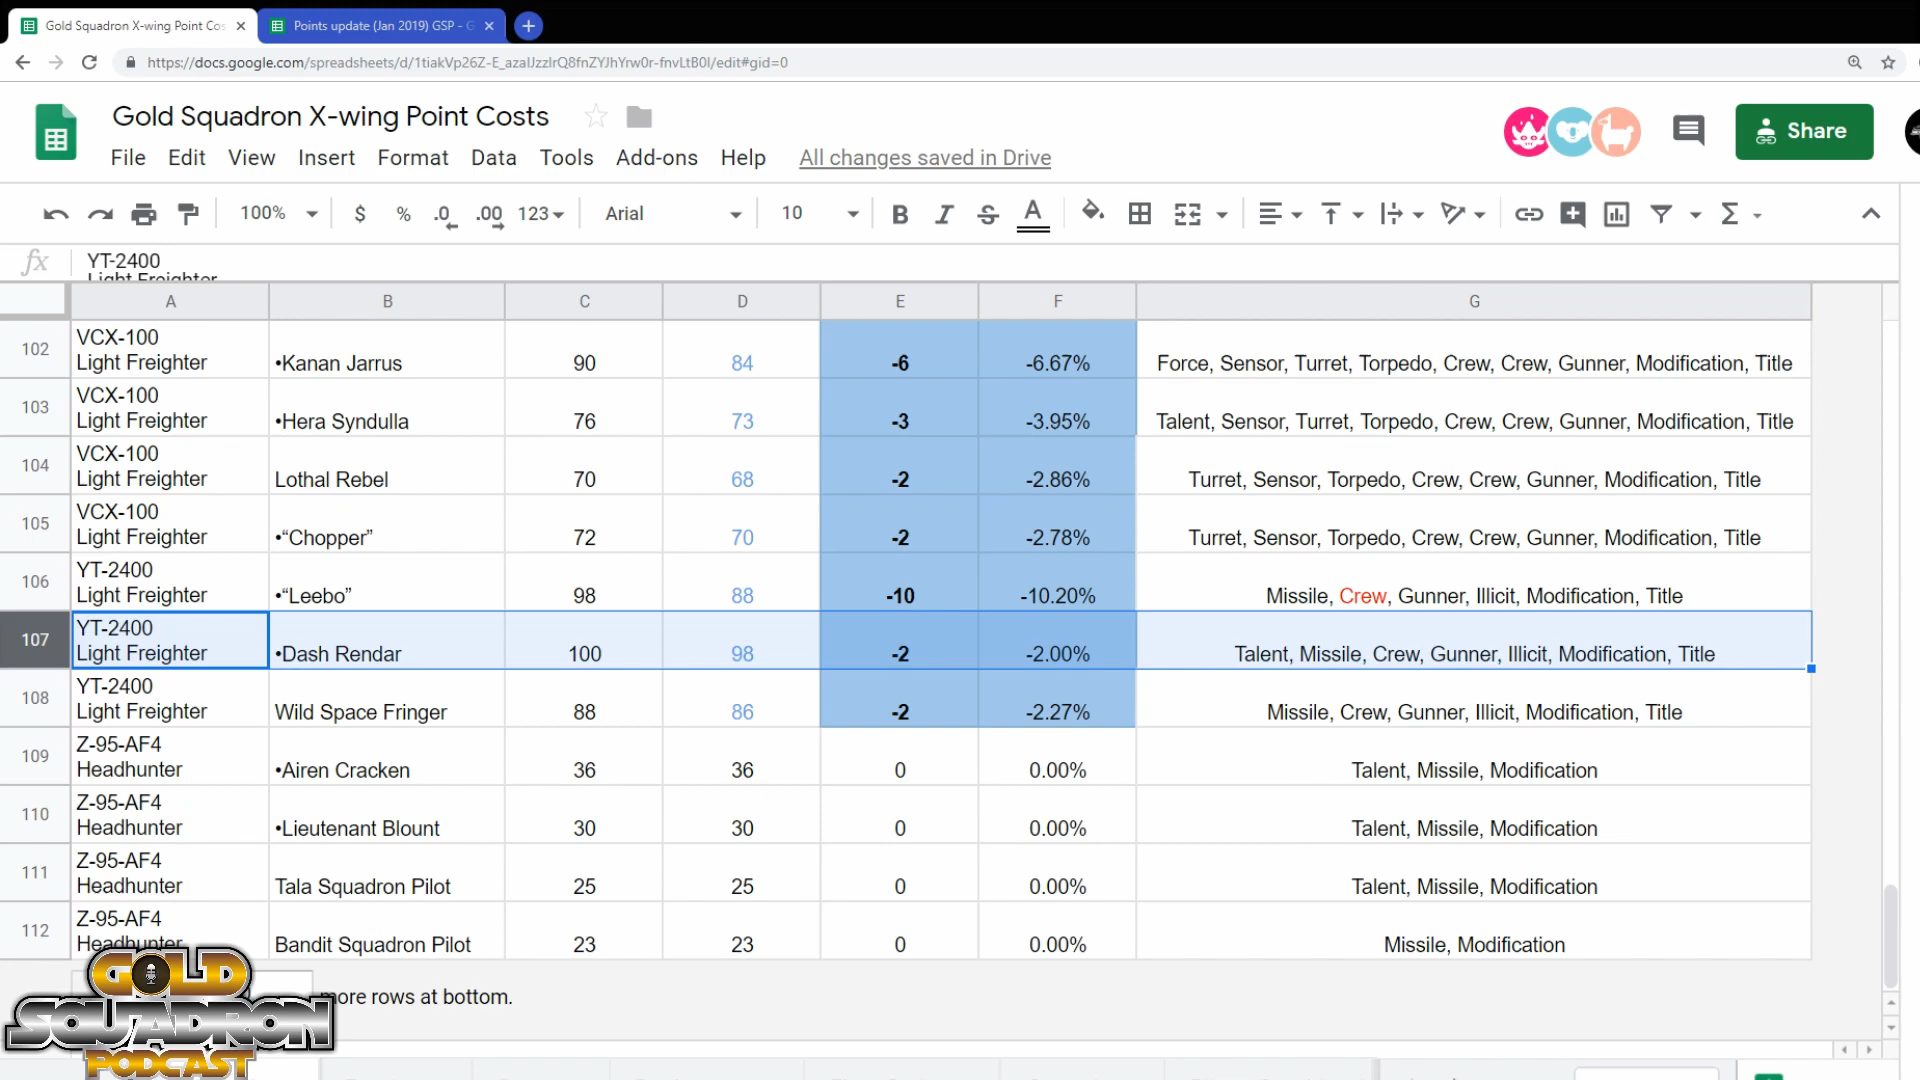 Gold Squadron X-wing Point Cos
Points update (Jan 2019) GSP - G
https://docs.google.com/spreadsheets/d/1tiakVp26Z-E_azaIJzzIrQ8fnZYJhYrw0r-fnvLtB0I/edit#gid=0
Gold Squadron X-wing Point Costs
Share
File Edit View Insert Format Data Tools Add-ons Help All changes saved in Drive
100% $ % .0 .00 123 Arial 10 B I S A Σ
fx YT-2400
Light Freighter
A B C D E F G
102 VCX-100
Light Freighter •Kanan Jarrus 90 84 -6 -6.67% Force, Sensor, Turret, Torpedo, Crew, Crew, Gunner, Modification, Title
103 VCX-100
Light Freighter •Hera Syndulla 76 73 -3 -3.95% Talent, Sensor, Turret, Torpedo, Crew, Crew, Gunner, Modification, Title
104 VCX-100
Light Freighter Lothal Rebel 70 68 -2 -2.86% Turret, Sensor, Torpedo, Crew, Crew, Gunner, Modification, Title
105 VCX-100
Light Freighter •“Chopper” 72 70 -2 -2.78% Turret, Sensor, Torpedo, Crew, Crew, Gunner, Modification, Title
106 YT-2400
Light Freighter •“Leebo” 98 88 -10 -10.20% Missile, Crew, Gunner, Illicit, Modification, Title
107 YT-2400
Light Freighter •Dash Rendar 100 98 -2 -2.00% Talent, Missile, Crew, Gunner, Illicit, Modification, Title
108 YT-2400
Light Freighter Wild Space Fringer 88 86 -2 -2.27% Missile, Crew, Gunner, Illicit, Modification, Title
109 Z-95-AF4
Headhunter •Airen Cracken 36 36 0 0.00% Talent, Missile, Modification
110 Z-95-AF4
Headhunter •Lieutenant Blount 30 30 0 0.00% Talent, Missile, Modification
111 Z-95-AF4
Headhunter Tala Squadron Pilot 25 25 0 0.00% Talent, Missile, Modification
112 Z-95-AF4
Headhunter Bandit Squadron Pilot 23 23 0 0.00% Missile, Modification
more rows at bottom.
GOLD
SQUADRON
PODCAST